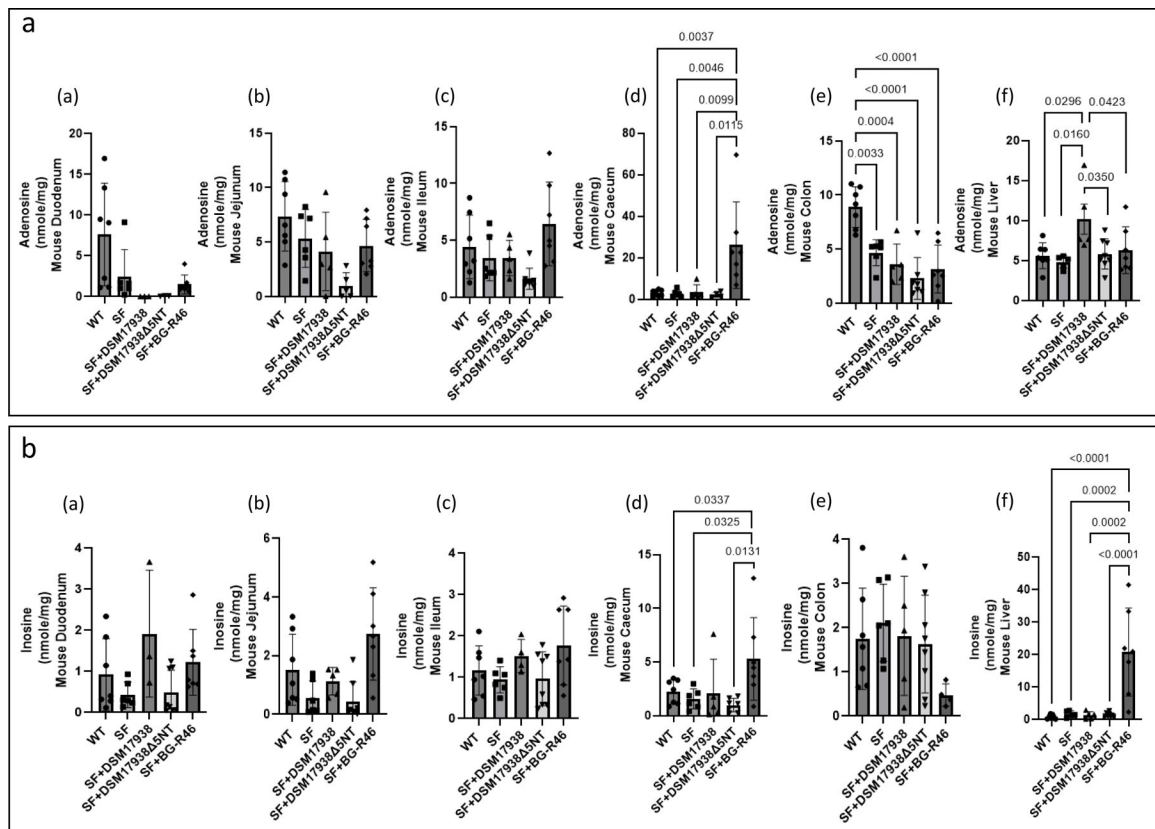 a
(a)
Adenosine
(nmole/mg)
Mouse Duodenum
20
15
10
5
0
WT
SF
SF+DSM17938
SF+DSM17938Δ5NT
SF+BG-R46
(b)
Adenosine
(nmole/mg)
Mouse Jejunum
15
10
5
0
WT
SF
SF+DSM17938
SF+DSM17938Δ5NT
SF+BG-R46
(c)
Adenosine
(nmole/mg)
Mouse Ileum
15
10
5
0
WT
SF
SF+DSM17938
SF+DSM17938Δ5NT
SF+BG-R46
(d)
0.0037
0.0046
0.0099
0.0115
Adenosine
(nmole/mg)
Mouse Caecum
80
60
40
20
0
WT
SF
SF+DSM17938
SF+DSM17938Δ5NT
SF+BG-R46
(e)
<0.0001
<0.0001
0.0004
0.0033
Adenosine
(nmole/mg)
Mouse Colon
15
10
5
0
WT
SF
SF+DSM17938
SF+DSM17938Δ5NT
SF+BG-R46
(f)
0.0296
0.0423
0.0160
0.0350
Adenosine
(nmole/mg)
Mouse Liver
20
15
10
5
0
WT
SF
SF+DSM17938
SF+DSM17938Δ5NT
SF+BG-R46
b
(a)
Inosine
(nmole/mg)
Mouse Duodenum
4
3
2
1
0
WT
SF
SF+DSM17938
SF+DSM17938Δ5NT
SF+BG-R46
(b)
Inosine
(nmole/mg)
Mouse Jejunum
6
4
2
0
WT
SF
SF+DSM17938
SF+DSM17938Δ5NT
SF+BG-R46
(c)
Inosine
(nmole/mg)
Mouse Ileum
4
3
2
1
0
WT
SF
SF+DSM17938
SF+DSM17938Δ5NT
SF+BG-R46
(d)
0.0337
0.0325
0.0131
Inosine
(nmole/mg)
Mouse Caecum
15
10
5
0
WT
SF
SF+DSM17938
SF+DSM17938Δ5NT
SF+BG-R46
(e)
Inosine
(nmole/mg)
Mouse Colon
4
3
2
1
0
WT
SF
SF+DSM17938
SF+DSM17938Δ5NT
SF+BG-R46
(f)
<0.0001
0.0002
0.0002
<0.0001
Inosine
(nmole/mg)
Mouse Liver
50
40
30
20
10
0
WT
SF
SF+DSM17938
SF+DSM17938Δ5NT
SF+BG-R46